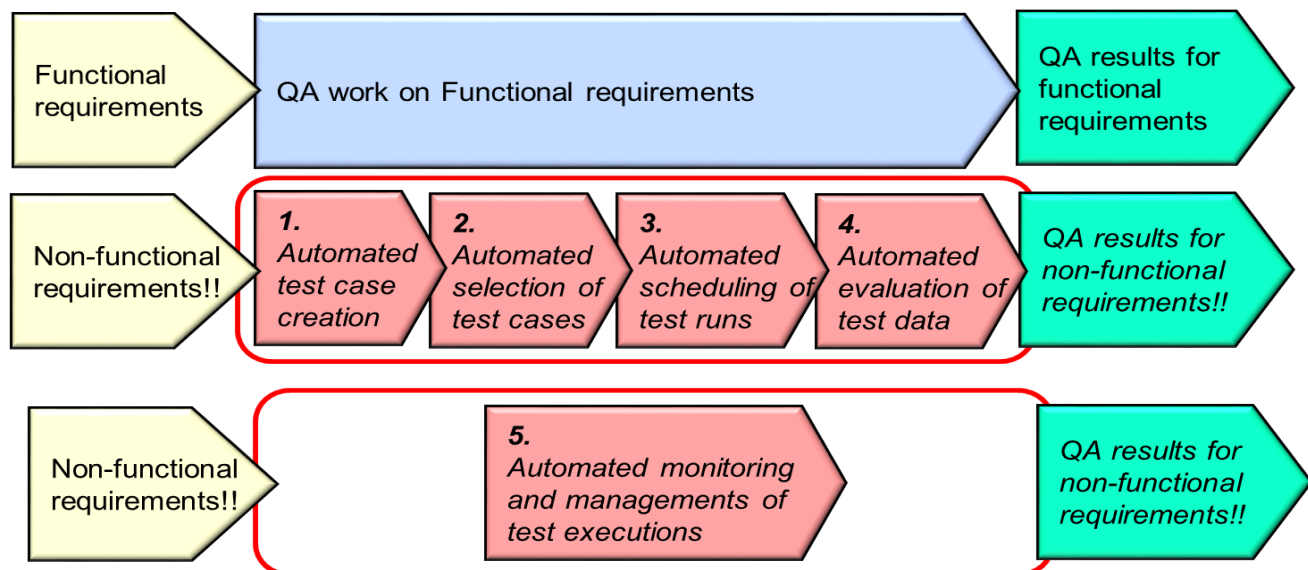 Functional
requirements
QA work on Functional requirements
QA results for
functional
requirements
Non-functional
requirements!!
1.
Automated
test case
creation
2.
Automated
selection of
test cases
3.
Automated
scheduling of
test runs
4.
Automated
evaluation of
test data
QA results for
non-functional
requirements!!
Non-functional
requirements!!
5.
Automated monitoring
and managements of
test executions
QA results for
non-functional
requirements!!